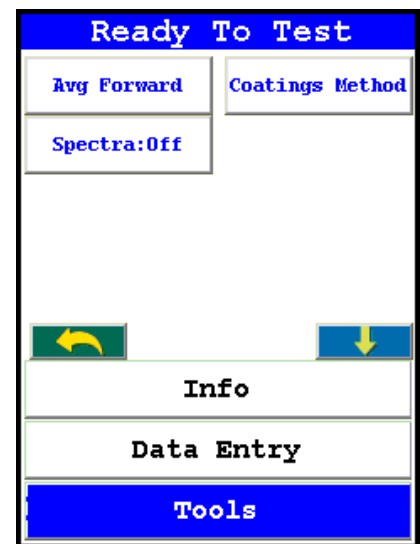 Ready To Test
Avg Forward
Coatings Method
Spectra:Off
Info
Data Entry
Tools